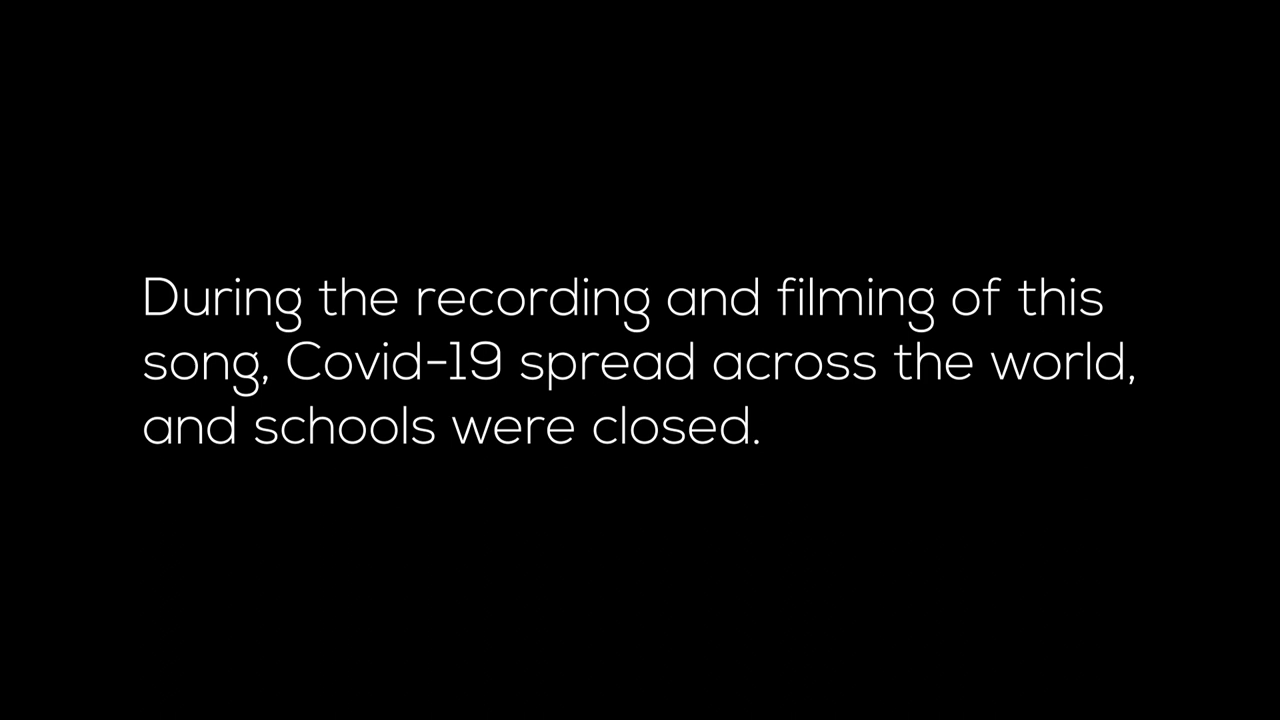 During the recording and filming of this
song, Covid-19 spread across the world,
and schools were closed.